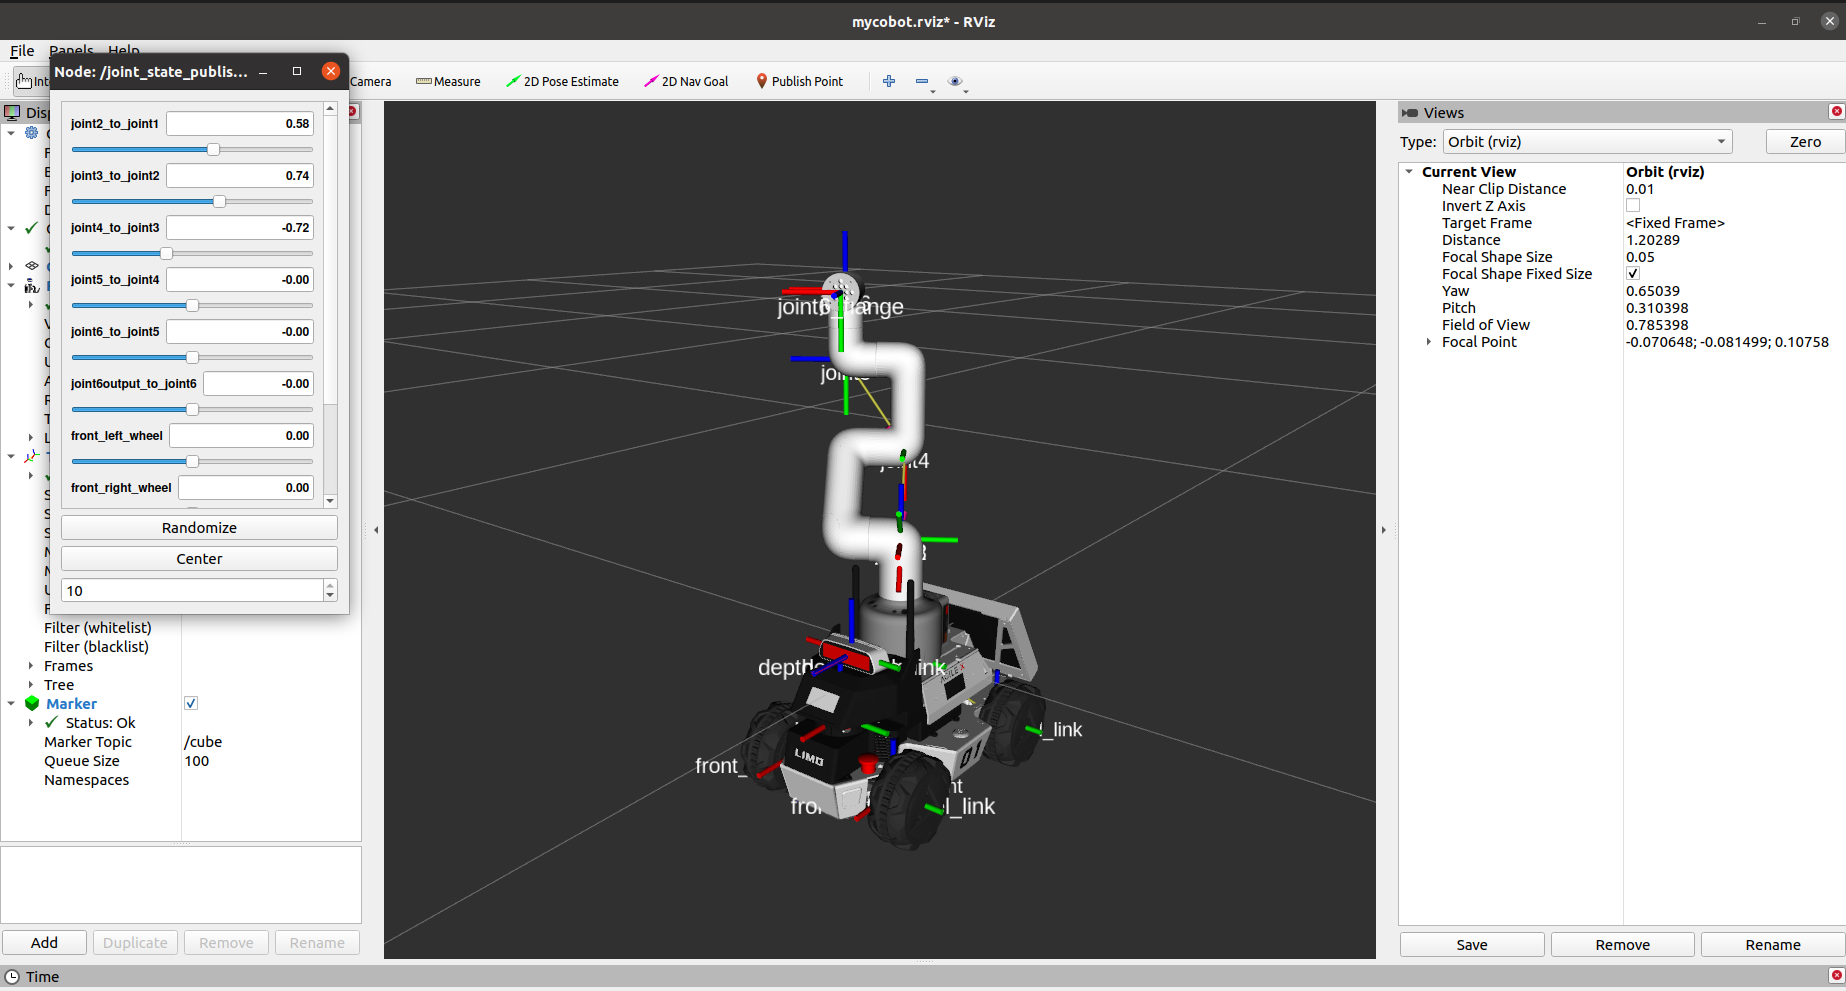 mycobot.rviz* - RViz
File Panels Help
Node: /joint_state_publis...
Int
Camera
Measure
2D Pose Estimate
2D Nav Goal
Publish Point
Disp
joint2_to_joint1 0.58
joint3_to_joint2 0.74
joint4_to_joint3 -0.72
joint5_to_joint4 -0.00
joint6_to_joint5 -0.00
joint6output_to_joint6 -0.00
front_left_wheel 0.00
front_right_wheel 0.00
Randomize
Center
10
Filter (whitelist)
Filter (blacklist)
Frames
Tree
Marker
Status: Ok
Marker Topic /cube
Queue Size 100
Namespaces
Add
Duplicate
Remove
Rename
joint4
depth
link
AGILE X
LIMO
01
front_
_link
l_link
Views
Type: Orbit (rviz) Zero
Current View Orbit (rviz)
Near Clip Distance 0.01
Invert Z Axis
Target Frame <Fixed Frame>
Distance 1.20289
Focal Shape Size 0.05
Focal Shape Fixed Size
Yaw 0.65039
Pitch 0.310398
Field of View 0.785398
Focal Point -0.070648; -0.081499; 0.10758
Save
Remove
Rename
Time